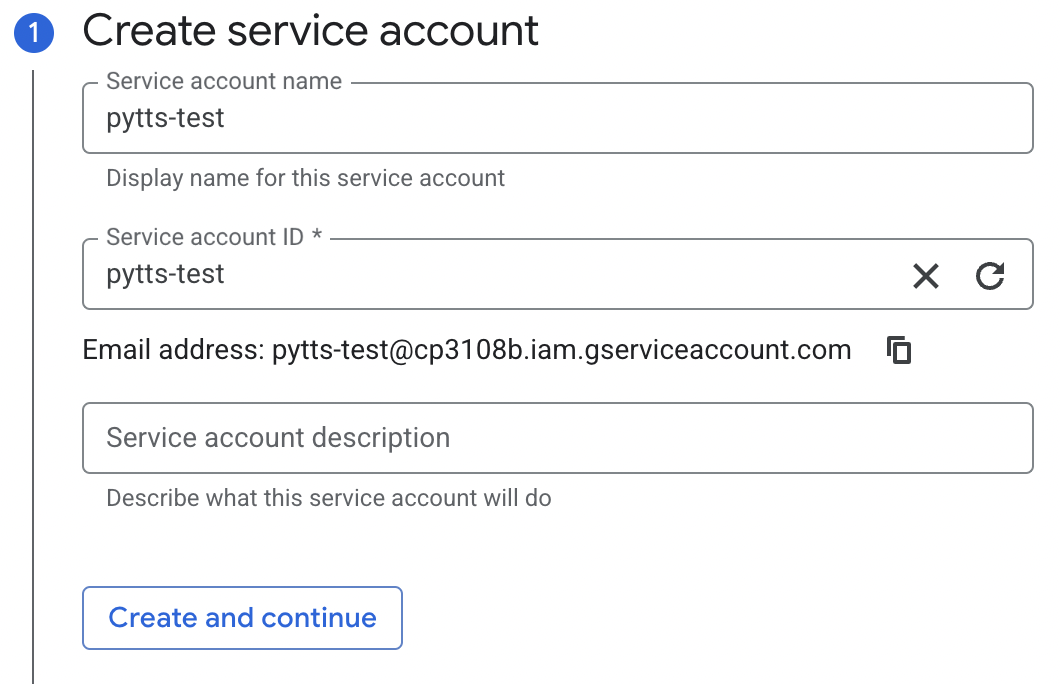 1 Create service account
Service account name
pytts-test
Display name for this service account
Service account ID *
pytts-test
Email address: pytts-test@cp3108b.iam.gserviceaccount.com
Service account description
Describe what this service account will do
Create and continue